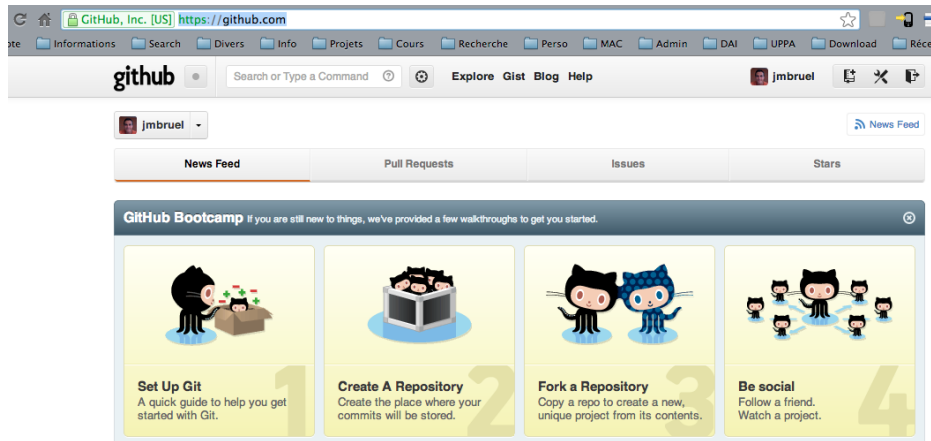 GitHub, Inc. [US] https://github.com
Informations Search Divers Info Projets Cours Recherche Perso MAC Admin DAI UPPA Download
github Search or Type a Command Explore Gist Blog Help jmbruel
jmbruel News Feed
News Feed Pull Requests Issues Stars
GitHub Bootcamp If you are still new to things, we've provided a few walkthroughs to get you started.
1 2 3 4
Set Up Git
A quick guide to help you get
started with Git.
Create A Repository
Create the place where your
commits will be stored.
Fork a Repository
Copy a repo to create a new,
unique project from its contents.
Be social
Follow a friend.
Watch a project.